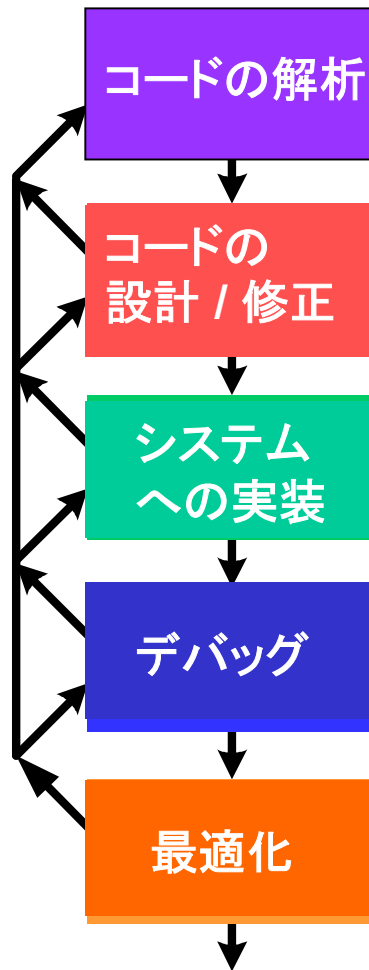 コードの解析
コードの
設計 / 修正
システム
への実装
デバッグ
最適化